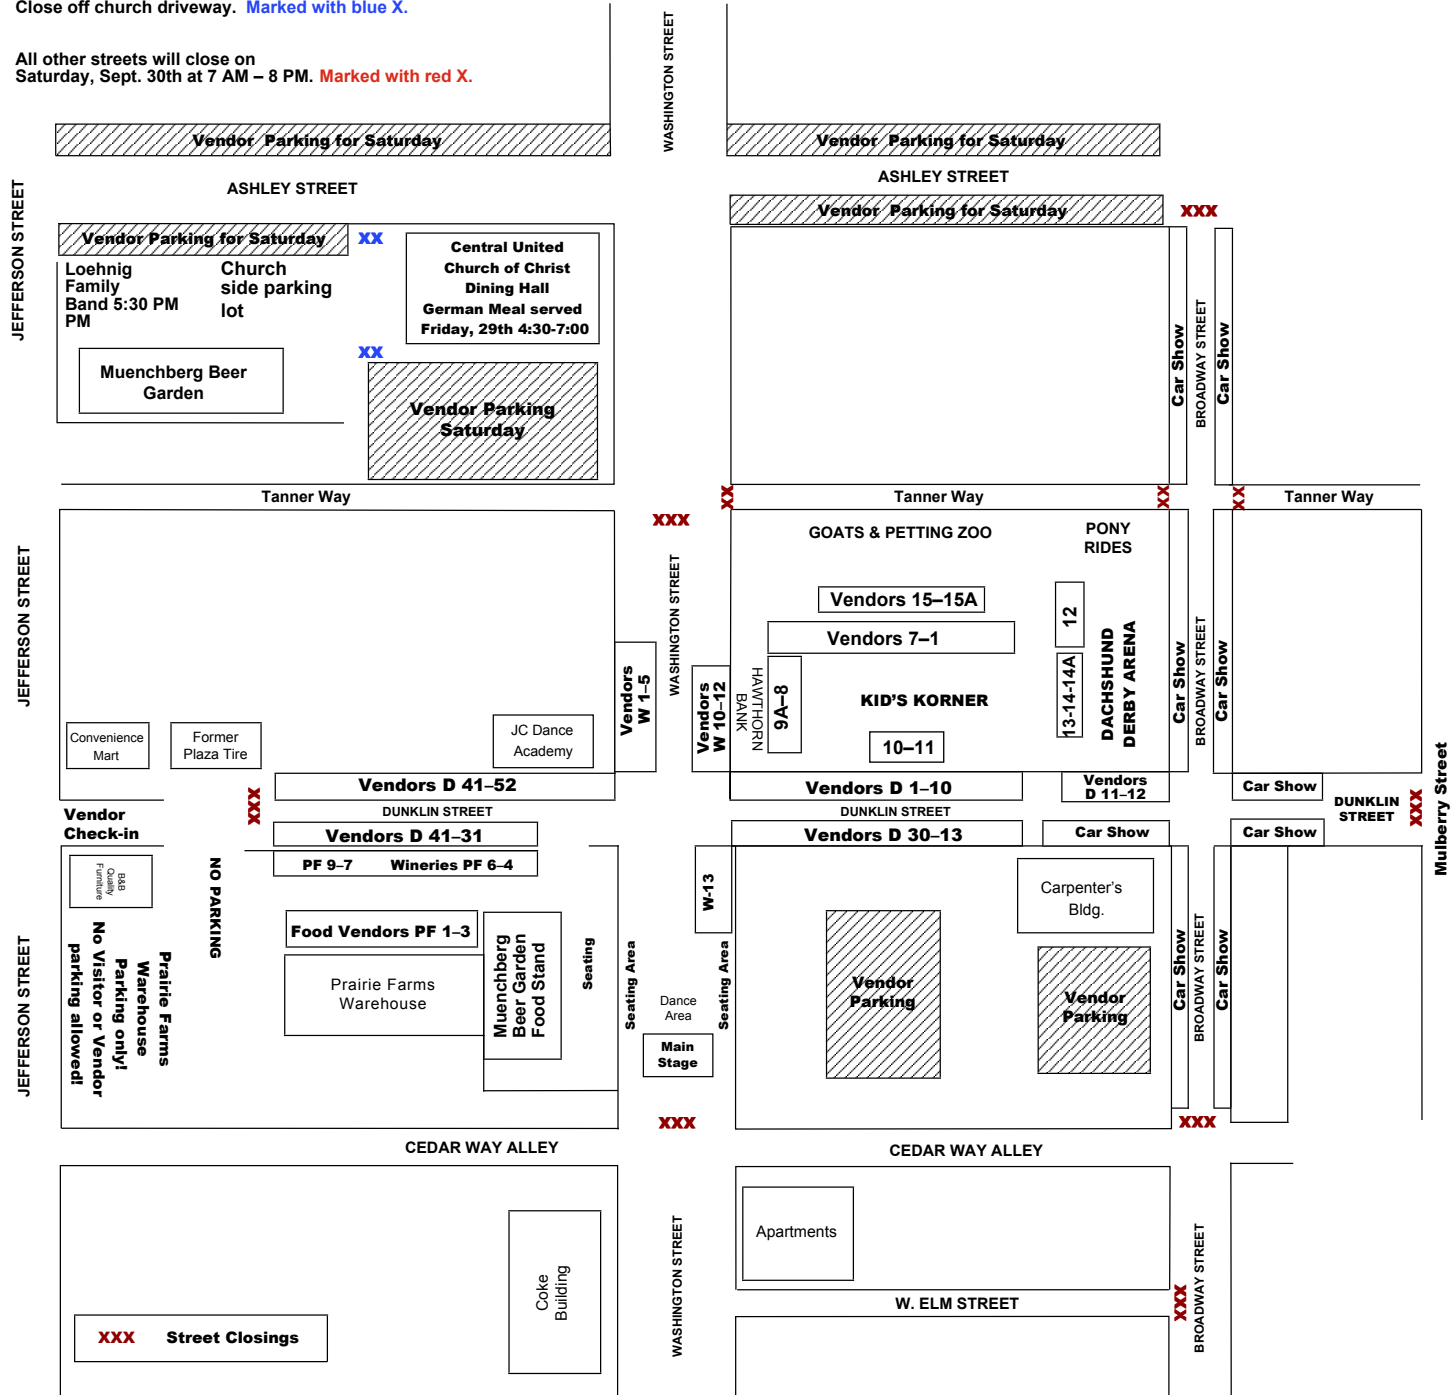 Close off church driveway. Marked with blue X.
All other streets will close on
Saturday, Sept. 30th at 7 AM – 8 PM. Marked with red X.
WASHINGTON STREET
Vendor Parking for Saturday
Vendor Parking for Saturday
ASHLEY STREET
ASHLEY STREET
JEFFERSON STREET
Vendor Parking for Saturday
XXX
Vendor Parking for Saturday
XX
Central United
Church of Christ
Dining Hall
German Meal served
Friday, 29th 4:30-7:00
Loehnig
Family
Band 5:30 PM
PM
Church
side parking
lot
XX
Muenchberg Beer
Garden
Vendor Parking
Saturday
Car Show
BROADWAY STREET
Car Show
Tanner Way
XX
Tanner Way
XX
XX
Tanner Way
XXX
GOATS & PETTING ZOO
PONY
RIDES
JEFFERSON STREET
WASHINGTON STREET
Vendors 15–15A
12
Vendors 7–1
Vendors
W 1–5
Vendors
W 10–12
HAWTHORN
BANK
9A–8
KID'S KORNER
13-14-14A
DACHSHUND
DERBY ARENA
Car Show
BROADWAY STREET
Car Show
10–11
Convenience
Mart
Former
Plaza Tire
JC Dance
Academy
Vendors D 41–52
Vendors D 1–10
Vendors
D 11–12
Car Show
XXX
DUNKLIN STREET
DUNKLIN STREET
DUNKLIN
STREET
XXX
Mulberry Street
Vendor
Check-in
Vendors D 41–31
Vendors D 30–13
Car Show
Car Show
PF 9–7 Wineries PF 6–4
B&B
Quality
Furniture
NO PARKING
W-13
Carpenter's
Bldg.
Food Vendors PF 1–3
Muenchberg
Beer Garden
Food Stand
Seating
Seating Area
Seating Area
JEFFERSON STREET
Prairie Farms
Warehouse
Parking only!
No Visitor or Vendor
parking allowed!
Prairie Farms
Warehouse
Dance
Area
Main
Stage
Vendor
Parking
Vendor
Parking
Car Show
BROADWAY STREET
Car Show
XXX
XXX
CEDAR WAY ALLEY
CEDAR WAY ALLEY
Coke
Building
WASHINGTON STREET
Apartments
BROADWAY STREET
W. ELM STREET
XXX
XXX Street Closings